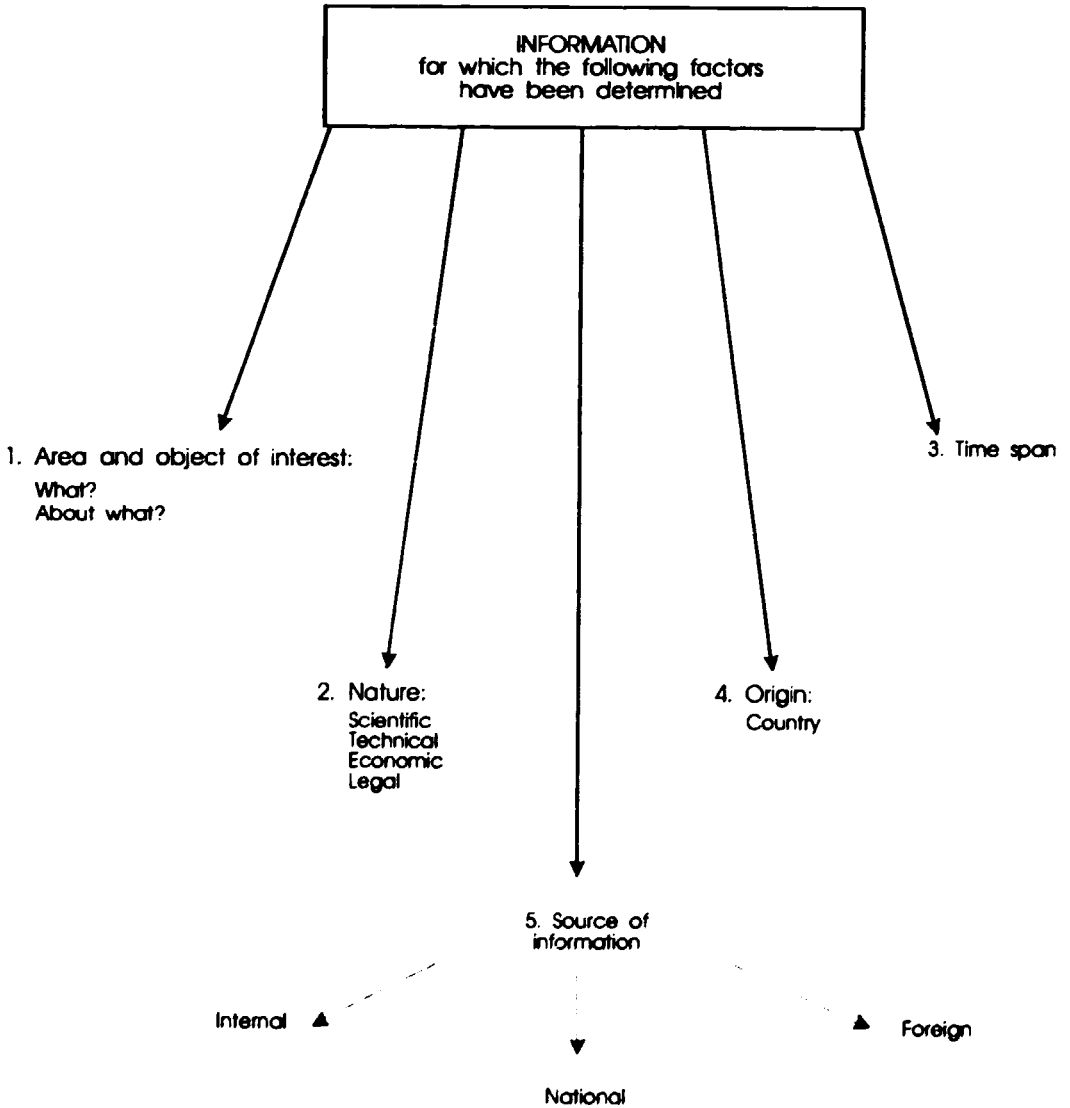 INFORMATION
for which the following factors
have been determined
1. Area and object of interest:
What?
About what?
3. Time span
2. Nature:
Scientific
Technical
Economic
Legal
4. Origin:
Country
5. Source of
information
Internal
Foreign
National